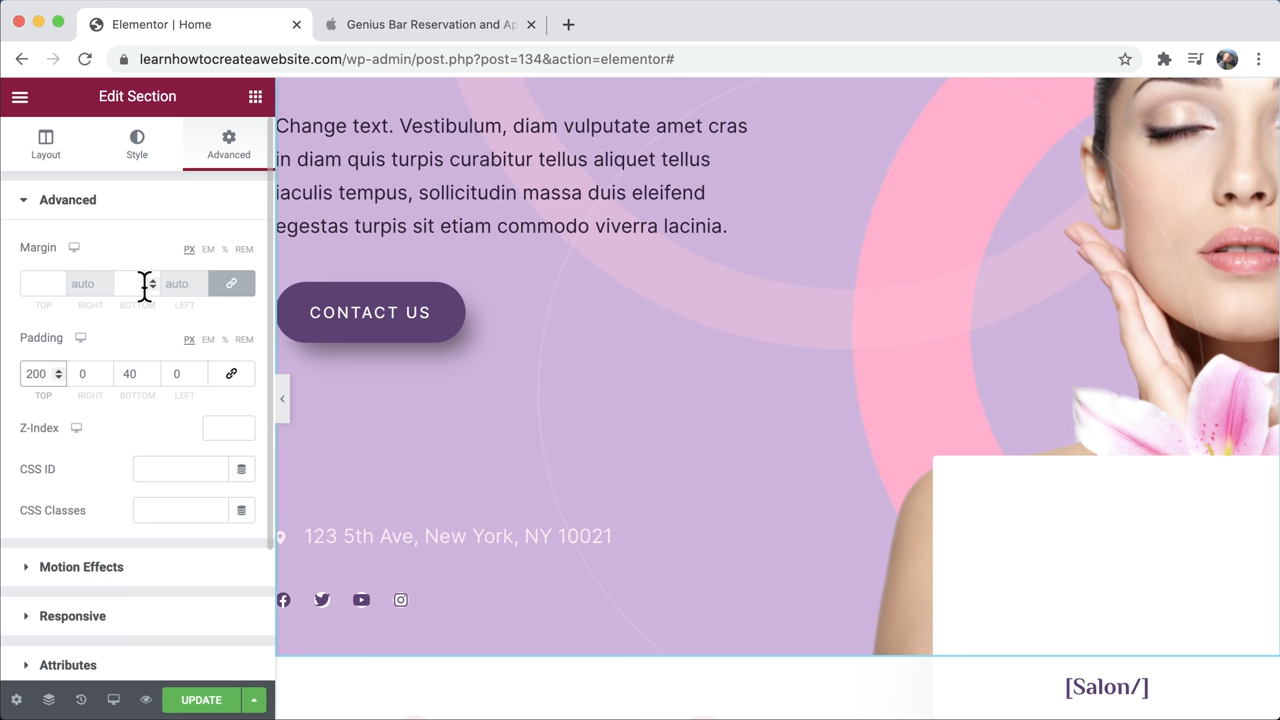 Elementor | Home
Genius Bar Reservation and Ap
learnhowtocreateawebsite.com/wp-admin/post.php?post=134&action=elementor#
Edit Section
Layout
Style
Advanced
Advanced
Margin
PX EM % REM
auto auto
TOP RIGHT BOTTOM LEFT
Padding
PX EM % REM
200 0 40 0
TOP RIGHT BOTTOM LEFT
Z-Index
CSS ID
CSS Classes
Motion Effects
Responsive
Attributes
UPDATE
Change text. Vestibulum, diam vulputate amet cras
in diam quis turpis curabitur tellus aliquet tellus
iaculis tempus, sollicitudin massa duis eleifend
egestas turpis sit etiam commodo viverra lacinia.
CONTACT US
123 5th Ave, New York, NY 10021
[Salon/]